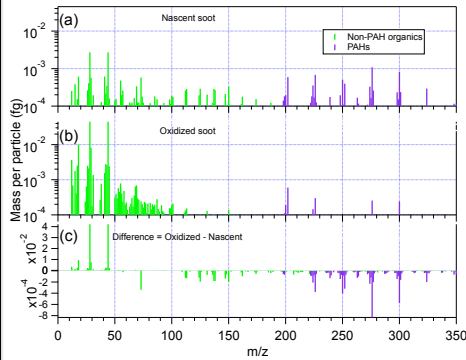 (a)
Nascent soot
Non-PAH organics
PAHs
10^-2
10^-3
10^-4
(b)
Oxidized soot
10^-2
10^-3
10^-4
Mass per particle (fg)
(c)
Difference = Oxidized - Nascent
x10^-2
4
3
2
1
0
x10^-4
-2
-4
-6
-8
0 50 100 150 200 250 300 350
m/z